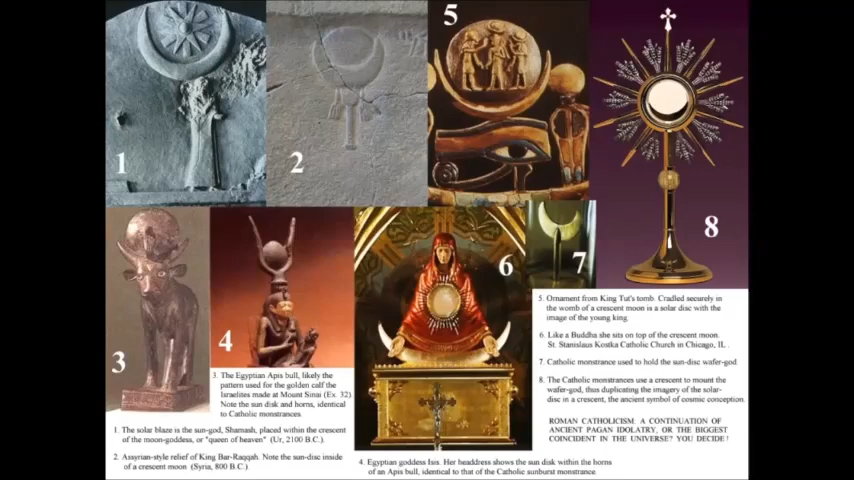 1
2
5
8
3
4
6
7
5. Ornament from King Tut's tomb. Cradled securely in
the womb of a crescent moon is a solar disc with the
image of the young king.
6. Like a Buddha she sits on top of the crescent moon.
St. Stanislaus Kostka Catholic Church in Chicago, IL.
7. Catholic monstrance used to hold the sun-disc wafer-god.
8. The Catholic monstrances use a crescent to mount the
wafer-god, thus duplicating the imagery of the solar-
disc in a crescent, the ancient symbol of cosmic conception.
ROMAN CATHOLICISM: A CONTINUATION OF
ANCIENT PAGAN IDOLATRY, OR THE BIGGEST
COINCIDENT IN THE UNIVERSE? YOU DECIDE!
3. The Egyptian Apis bull, likely the
pattern used for the golden calf the
Israelites made at Mount Sinai (Ex. 32).
Note the sun disk and horns, identical
to Catholic monstrances.
1. The solar blaze is the sun-god, Shamash, placed within the crescent
of the moon-goddess, or "queen of heaven" (Ur, 2100 B.C.).
2. Assyrian-style relief of King Bar-Raqqah. Note the sun-disc inside
of a crescent moon (Syria, 800 B.C.).
4. Egyptian goddess Isis. Her headdress shows the sun disk within the horns
of an Apis bull, identical to that of the Catholic sunburst monstrance.